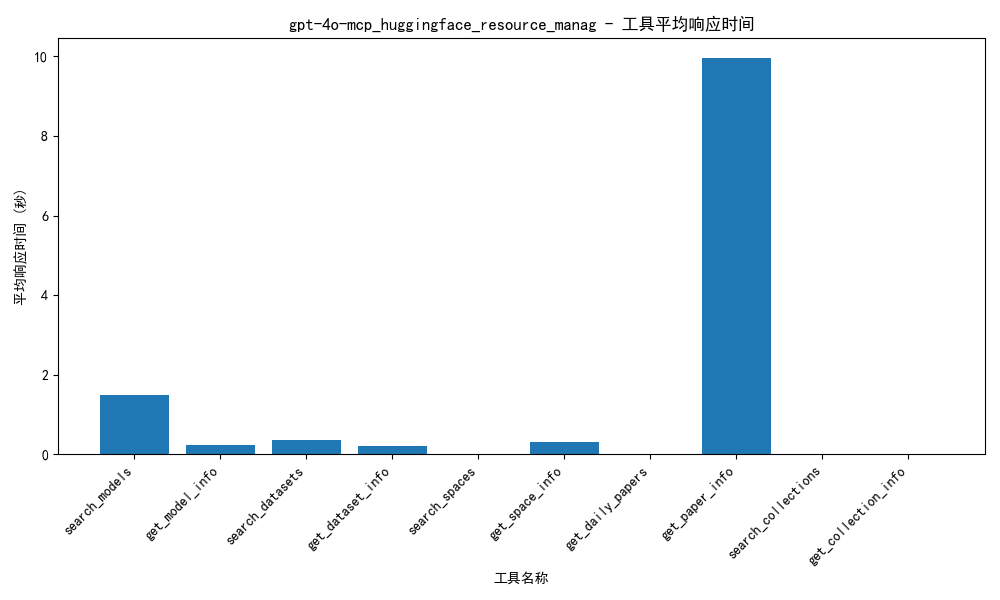 gpt-4o-mcp_huggingface_resource_manag - 工具平均响应时间
平均响应时间 (秒)
10
8
6
4
2
0
search_models
get_model_info
search_datasets
get_dataset_info
search_spaces
get_space_info
get_daily_papers
get_paper_info
search_collections
get_collection_info
工具名称